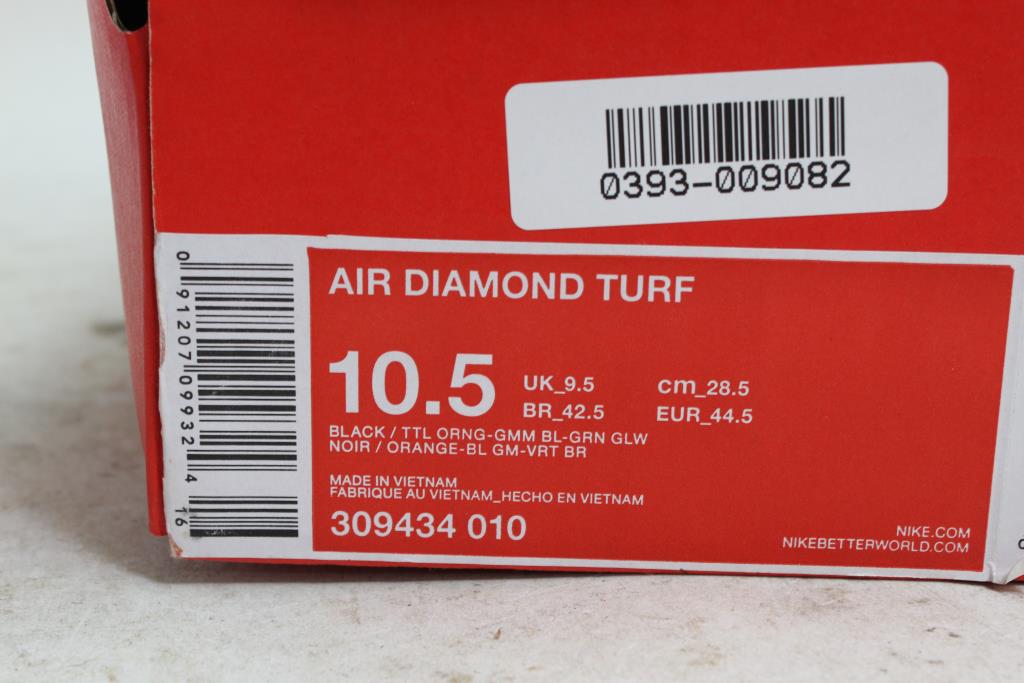 0393-009082
0 91207 09932 4
16
AIR DIAMOND TURF
10.5
UK_9.5 cm_28.5
BR_42.5 EUR_44.5
BLACK / TTL ORNG-GMM BL-GRN GLW
NOIR / ORANGE-BL GM-VRT BR
MADE IN VIETNAM
FABRIQUE AU VIETNAM_HECHO EN VIETNAM
309434 010
NIKE.COM
NIKEBETTERWORLD.COM